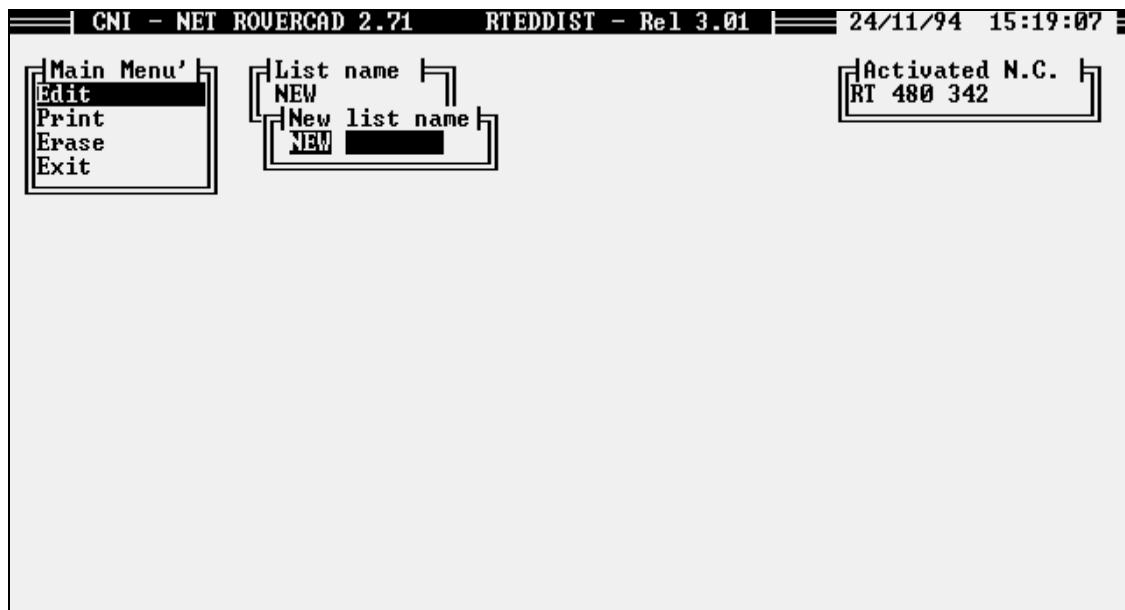 CNI - NET ROVERCAD 2.71 RTEDDIST - Rel 3.01 24/11/94 15:19:07
Main Menu'
Edit
Print
Erase
Exit
List name
NEW
New list name
NEW
Activated N.C.
RT 480 342